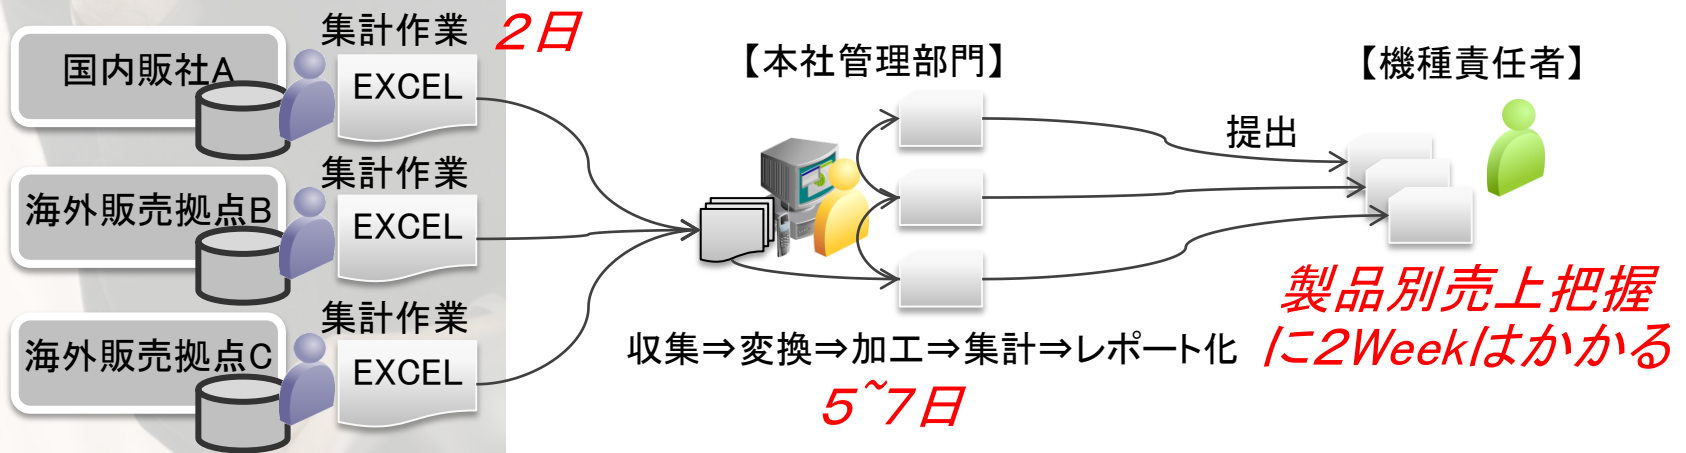 集計作業
2日
国内販社A
EXCEL
集計作業
海外販売拠点B
EXCEL
集計作業
海外販売拠点C
EXCEL
【本社管理部門】
収集⇒変換⇒加工⇒集計⇒レポート化
5~7日
提出
【機種責任者】
製品別売上把握
に2Weekはかかる